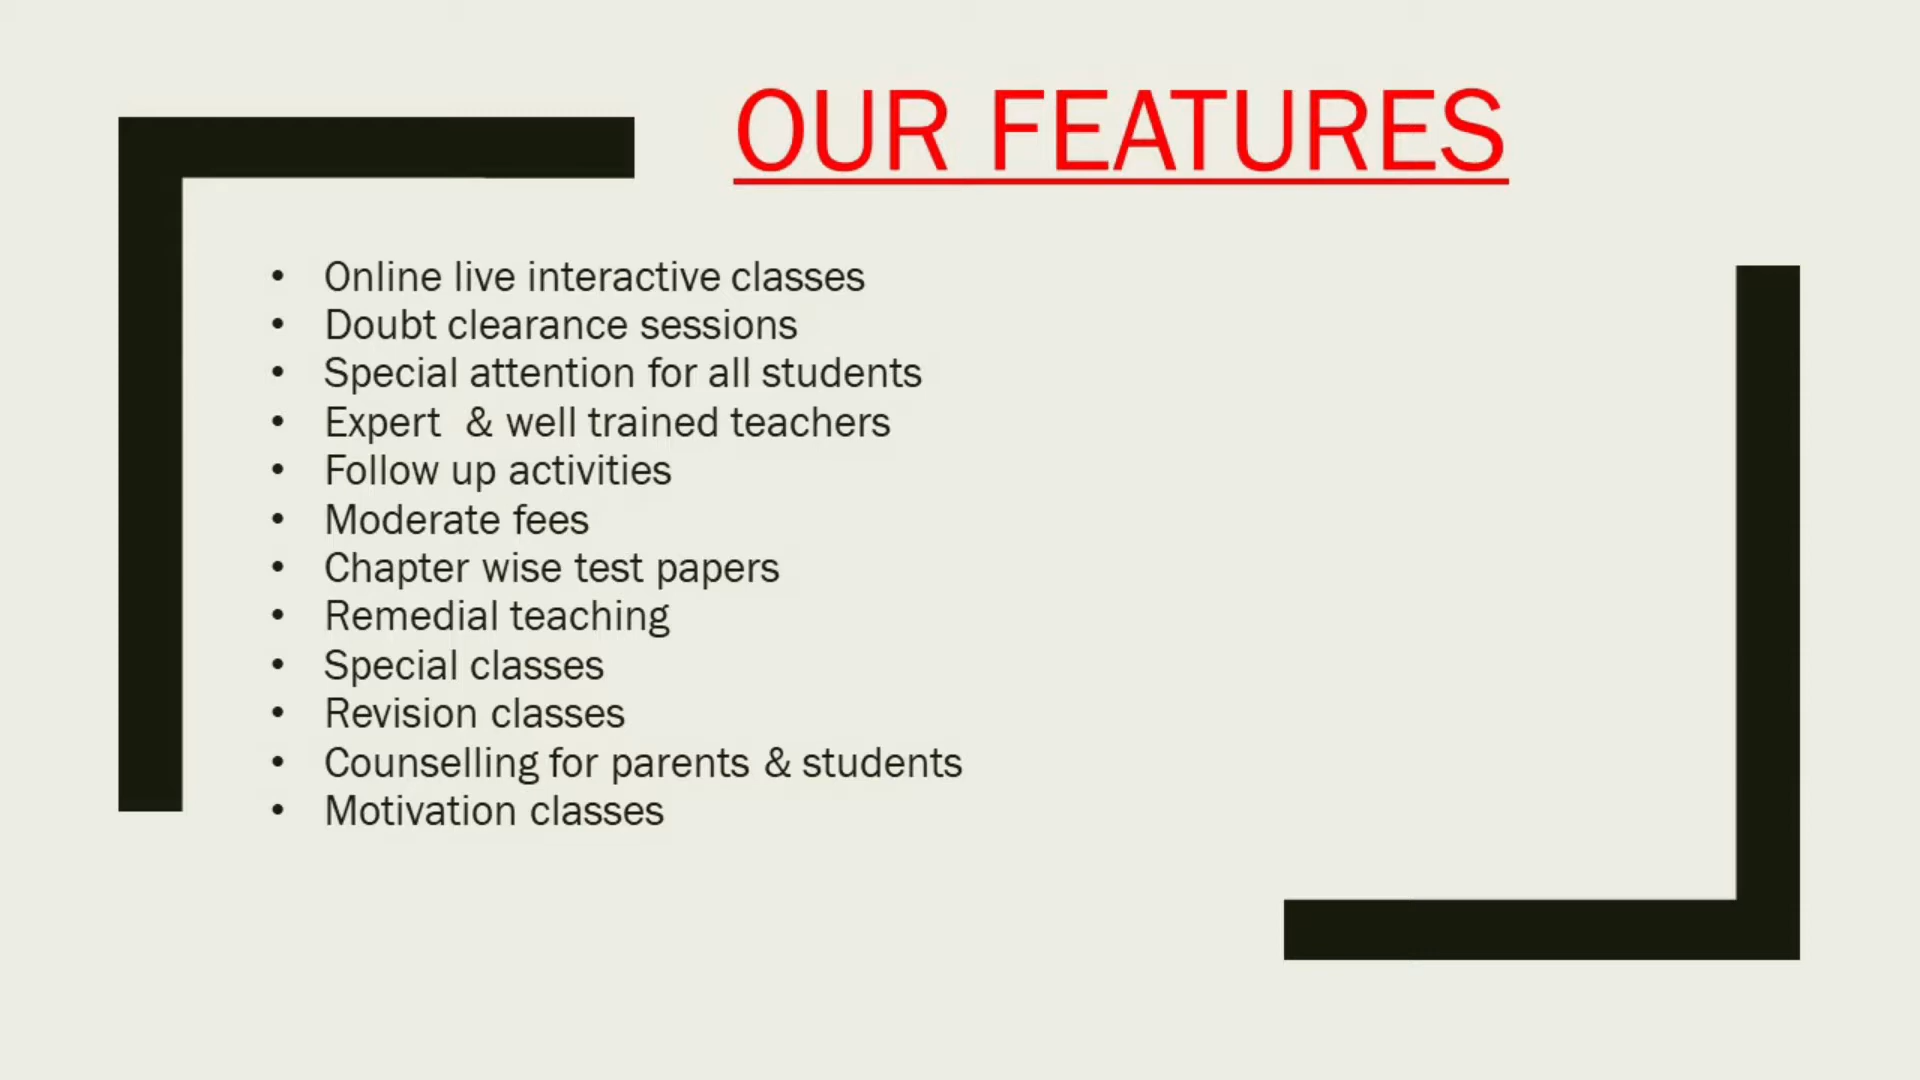 OUR FEATURES
• Online live interactive classes
• Doubt clearance sessions
• Special attention for all students
• Expert  & well trained teachers
• Follow up activities
• Moderate fees
• Chapter wise test papers
• Remedial teaching
• Special classes
• Revision classes
• Counselling for parents & students
• Motivation classes